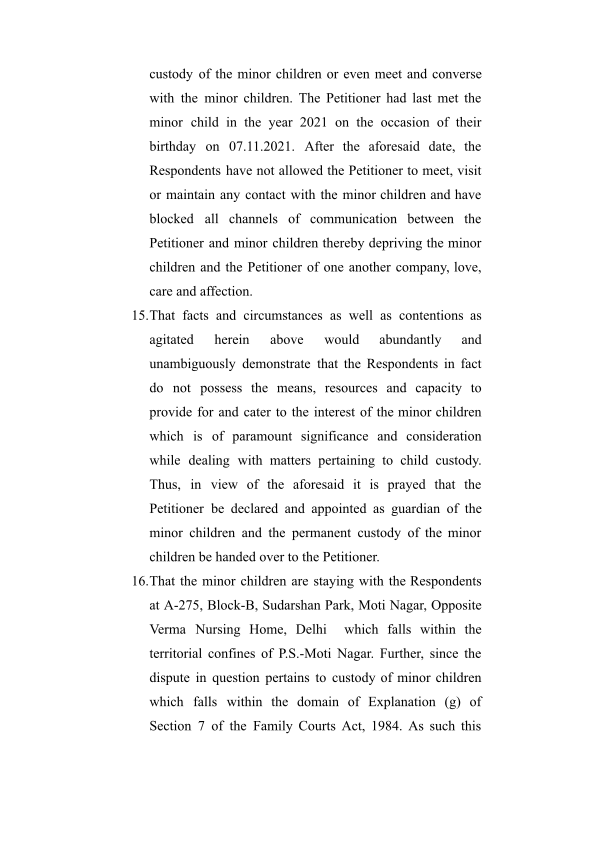 custody of the minor children or even meet and converse
with the minor children. The Petitioner had last met the
minor child in the year 2021 on the occasion of their
birthday on 07.11.2021. After the aforesaid date, the
Respondents have not allowed the Petitioner to meet, visit
or maintain any contact with the minor children and have
blocked all channels of communication between the
Petitioner and minor children thereby depriving the minor
children and the Petitioner of one another company, love,
care and affection.
15.That facts and circumstances as well as contentions as
agitated herein above would abundantly and
unambiguously demonstrate that the Respondents in fact
do not possess the means, resources and capacity to
provide for and cater to the interest of the minor children
which is of paramount significance and consideration
while dealing with matters pertaining to child custody.
Thus, in view of the aforesaid it is prayed that the
Petitioner be declared and appointed as guardian of the
minor children and the permanent custody of the minor
children be handed over to the Petitioner.
16.That the minor children are staying with the Respondents
at A-275, Block-B, Sudarshan Park, Moti Nagar, Opposite
Verma Nursing Home, Delhi which falls within the
territorial confines of P.S.-Moti Nagar. Further, since the
dispute in question pertains to custody of minor children
which falls within the domain of Explanation (g) of
Section 7 of the Family Courts Act, 1984. As such this